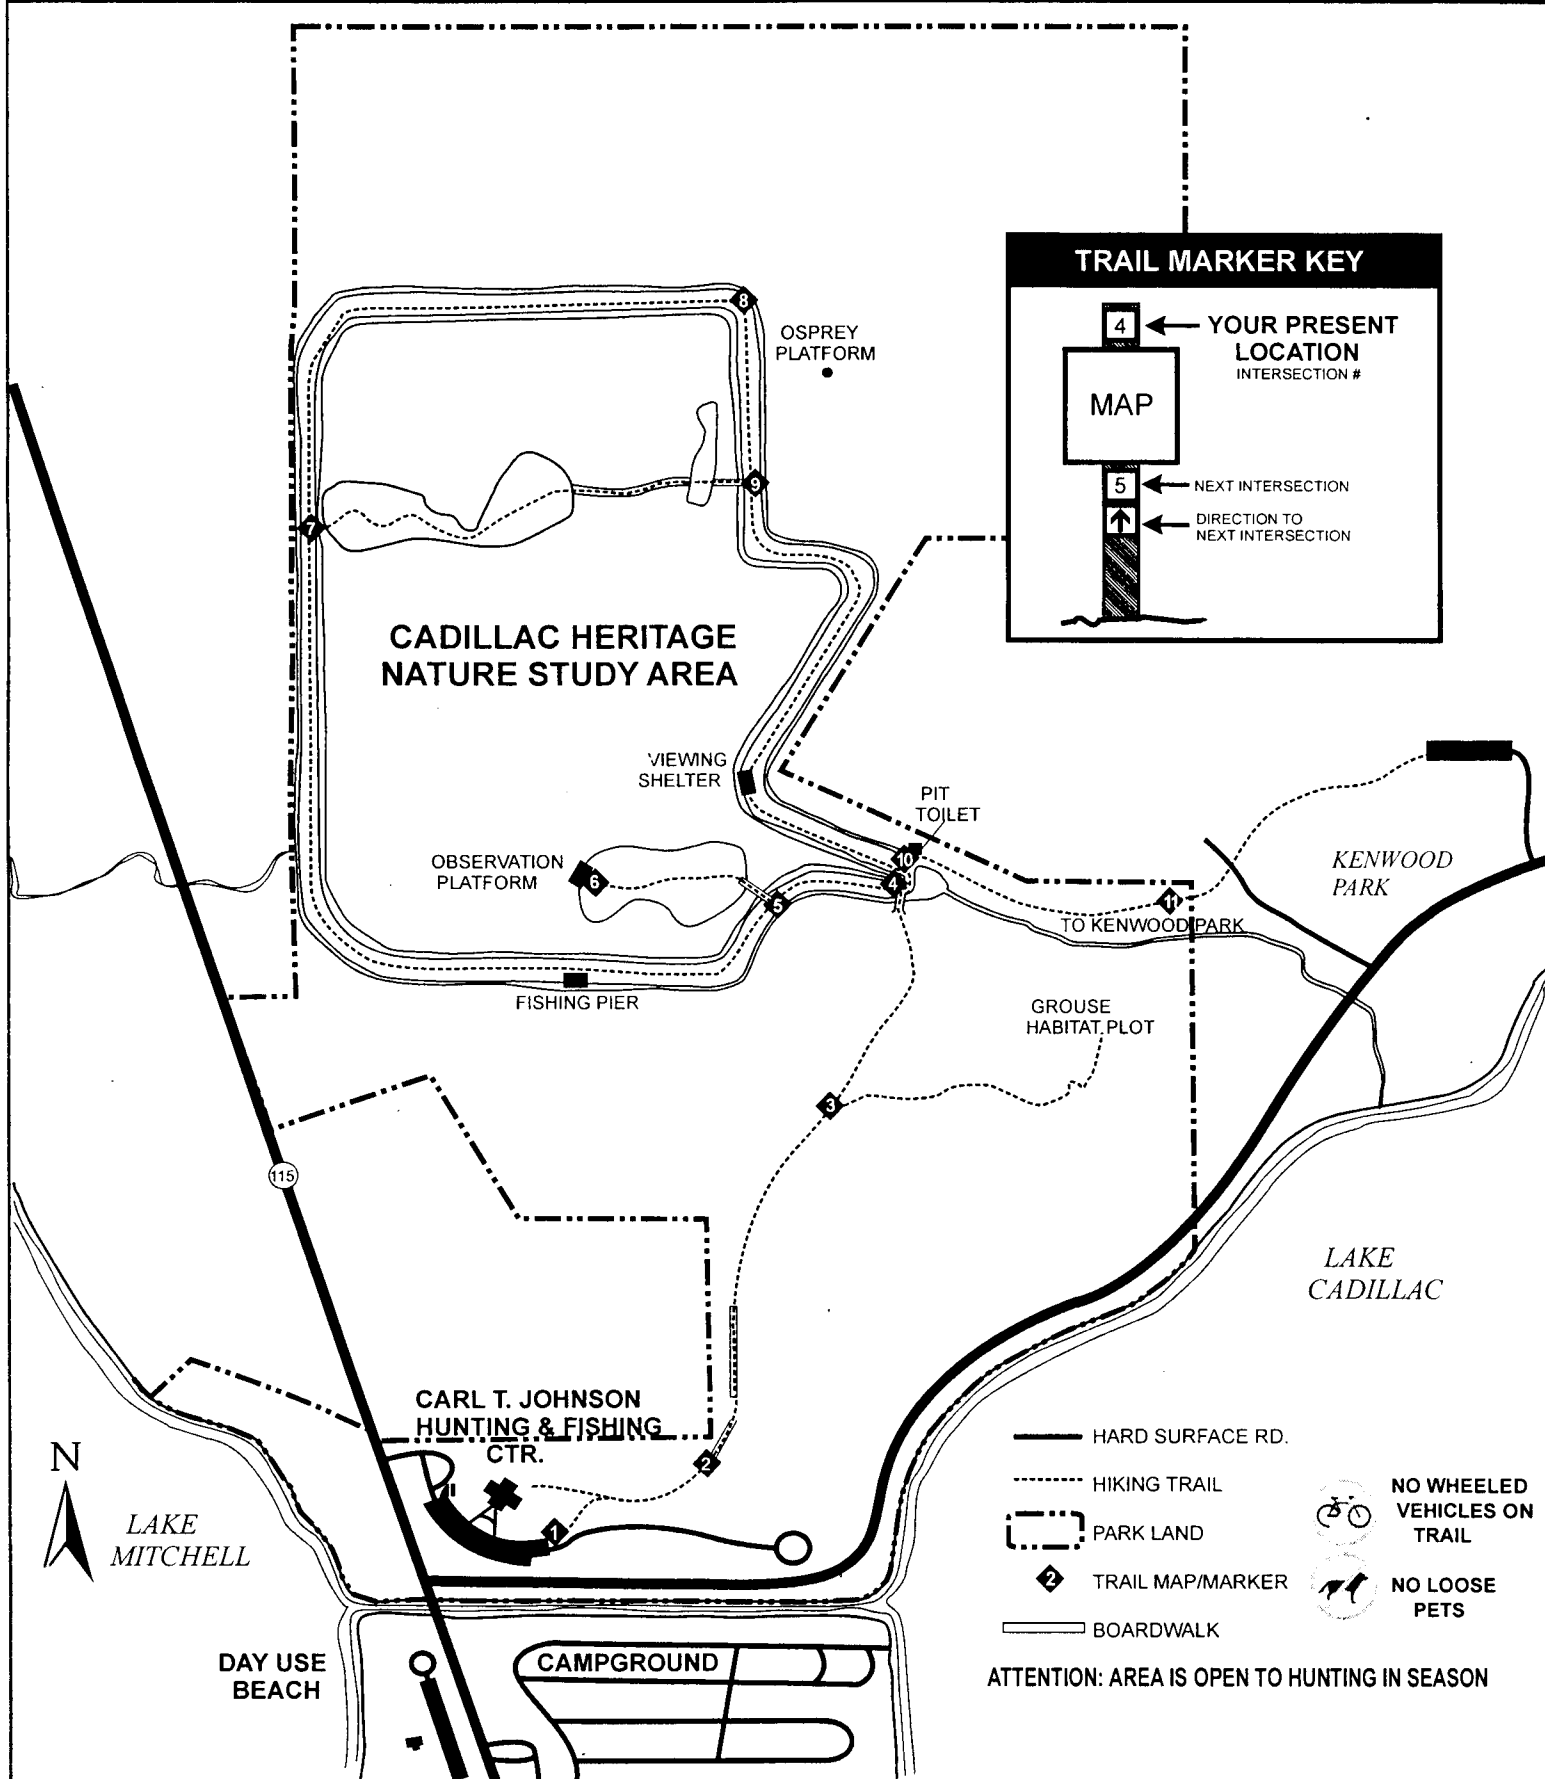 TRAIL MARKER KEY
4
YOUR PRESENT
LOCATION
INTERSECTION #
MAP
5
NEXT INTERSECTION
DIRECTION TO
NEXT INTERSECTION
8
OSPREY
PLATFORM
9
7
CADILLAC HERITAGE
NATURE STUDY AREA
VIEWING
SHELTER
PIT
TOILET
10
OBSERVATION
PLATFORM
6
4
5
11
TO KENWOOD PARK
KENWOOD
PARK
FISHING PIER
GROUSE
HABITAT PLOT
3
115
LAKE
CADILLAC
CARL T. JOHNSON
HUNTING & FISHING
CTR.
2
1
N
LAKE
MITCHELL
HARD SURFACE RD.
HIKING TRAIL
PARK LAND
2
TRAIL MAP/MARKER
BOARDWALK
NO WHEELED
VEHICLES ON
TRAIL
NO LOOSE
PETS
DAY USE
BEACH
CAMPGROUND
ATTENTION: AREA IS OPEN TO HUNTING IN SEASON